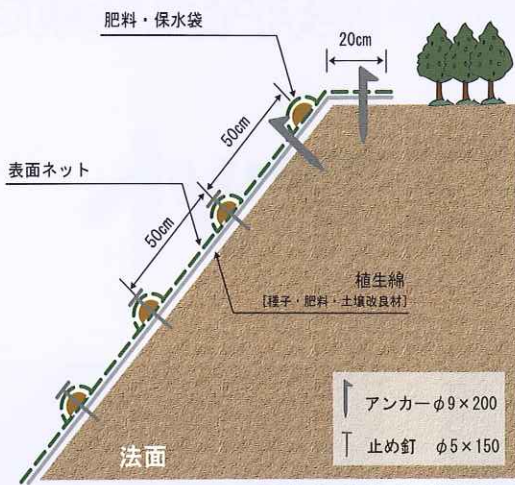 肥料・保水袋
20cm
50cm
表面ネット
50cm
植生綿
[種子・肥料・土壌改良材]
アンカーφ9×200
止め釘 φ5×150
法面